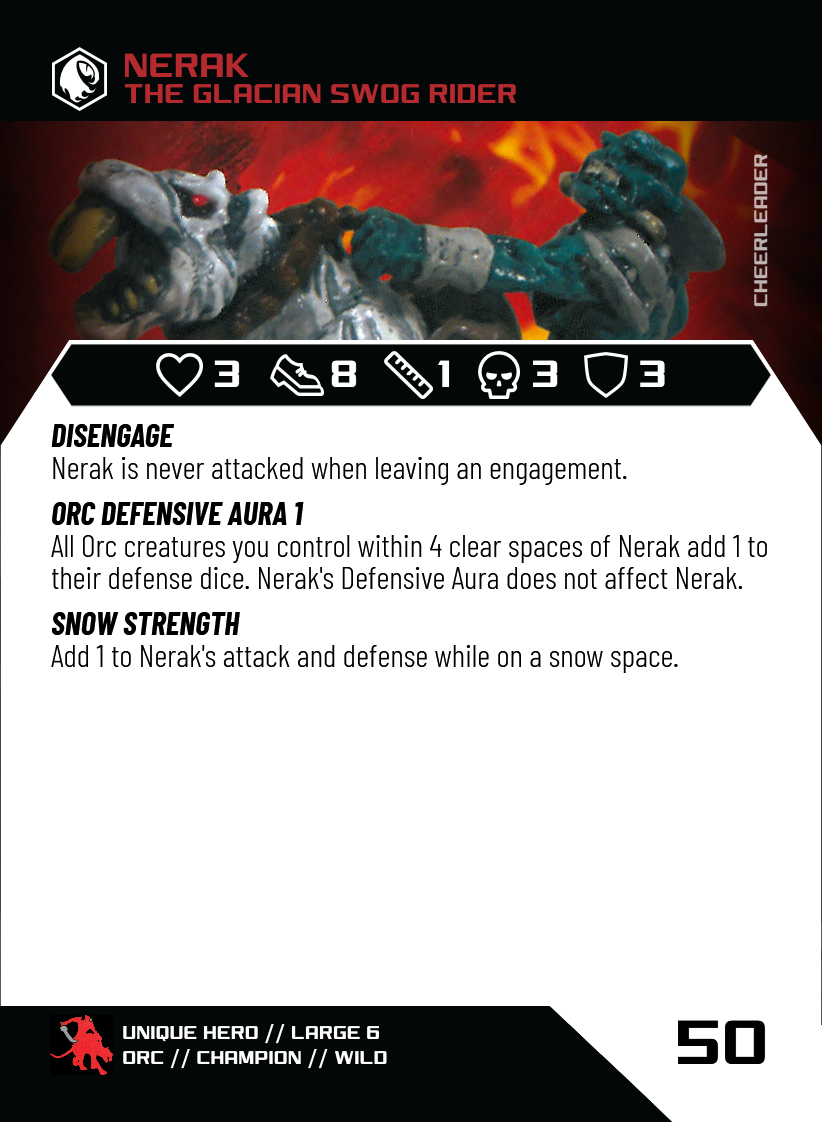 NERAK
THE GLACIAN SWOG RIDER
CHEERLEADER
3 8 1 3 3
DISENGAGE
Nerak is never attacked when leaving an engagement.
ORC DEFENSIVE AURA 1
All Orc creatures you control within 4 clear spaces of Nerak add 1 to
their defense dice. Nerak's Defensive Aura does not affect Nerak.
SNOW STRENGTH
Add 1 to Nerak's attack and defense while on a snow space.
UNIQUE HERO // LARGE 6
ORC // CHAMPION // WILD
50